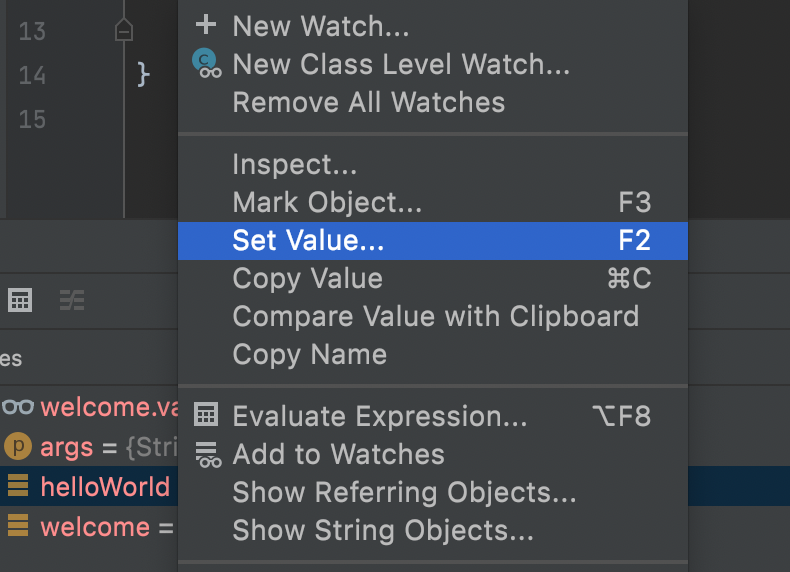 13
14 }
15
New Watch...
C New Class Level Watch...
Remove All Watches
Inspect...
Mark Object... F3
Set Value... F2
Copy Value ⌘C
Compare Value with Clipboard
Copy Name
Evaluate Expression... ⌥F8
Add to Watches
Show Referring Objects...
Show String Objects...
es
welcome.va
p args = {Stri
helloWorld
welcome =